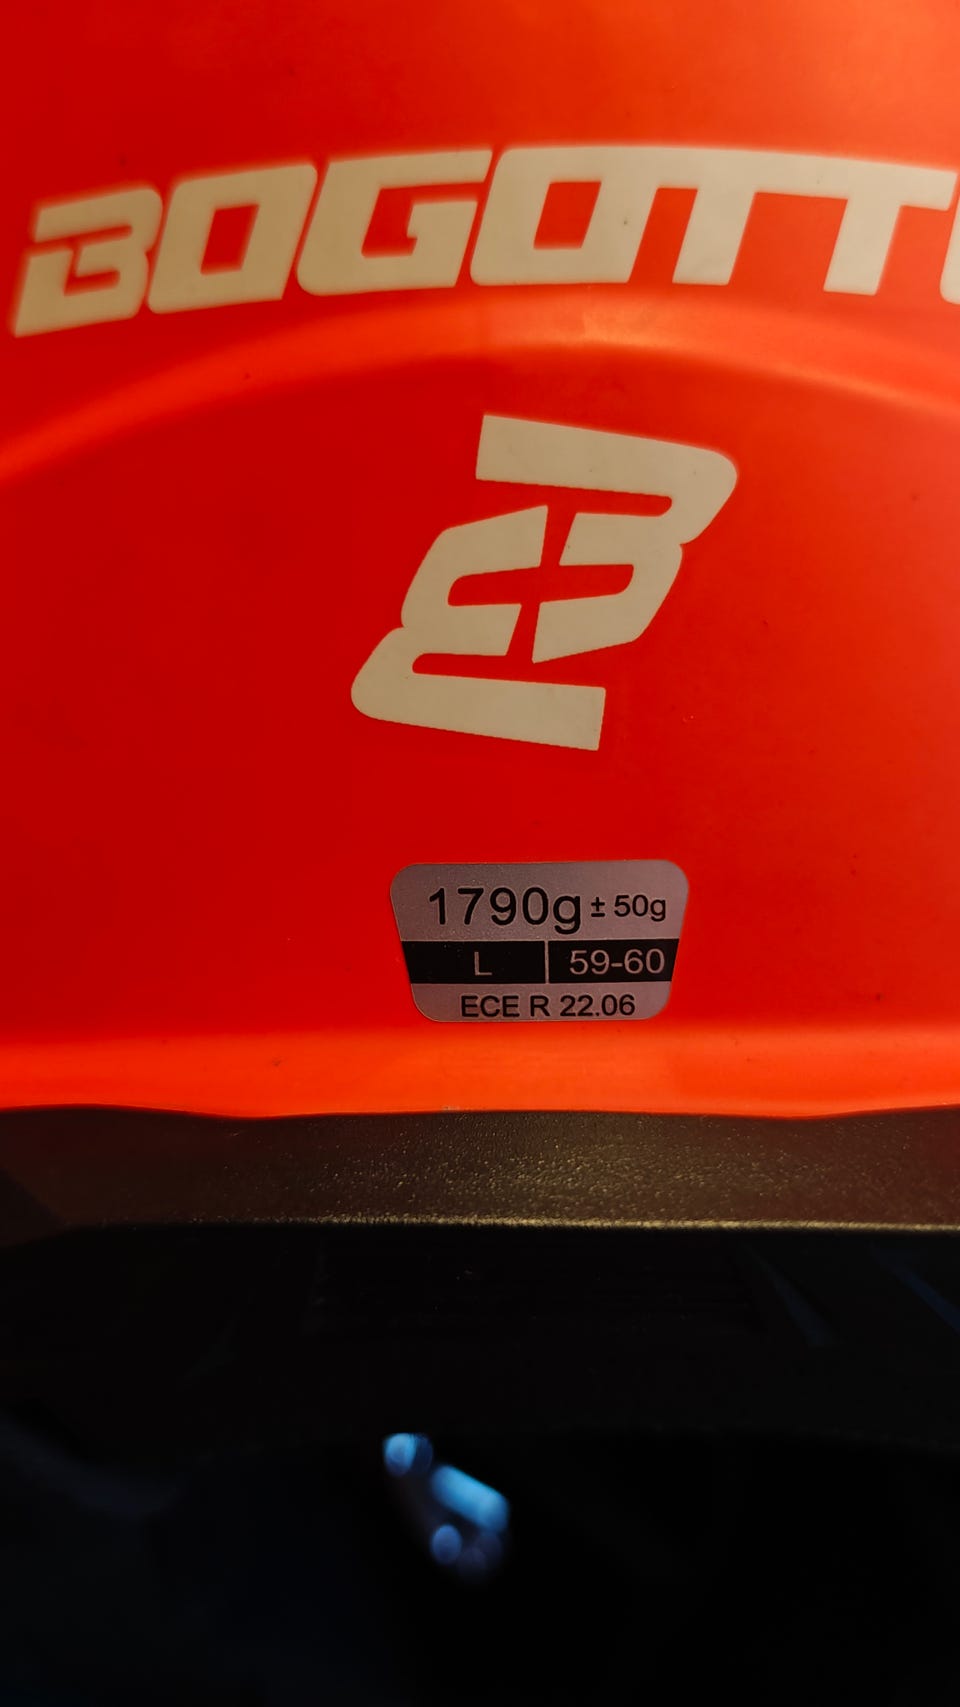 BOGOTT
1790g ± 50g
L 59-60
ECE R 22.06